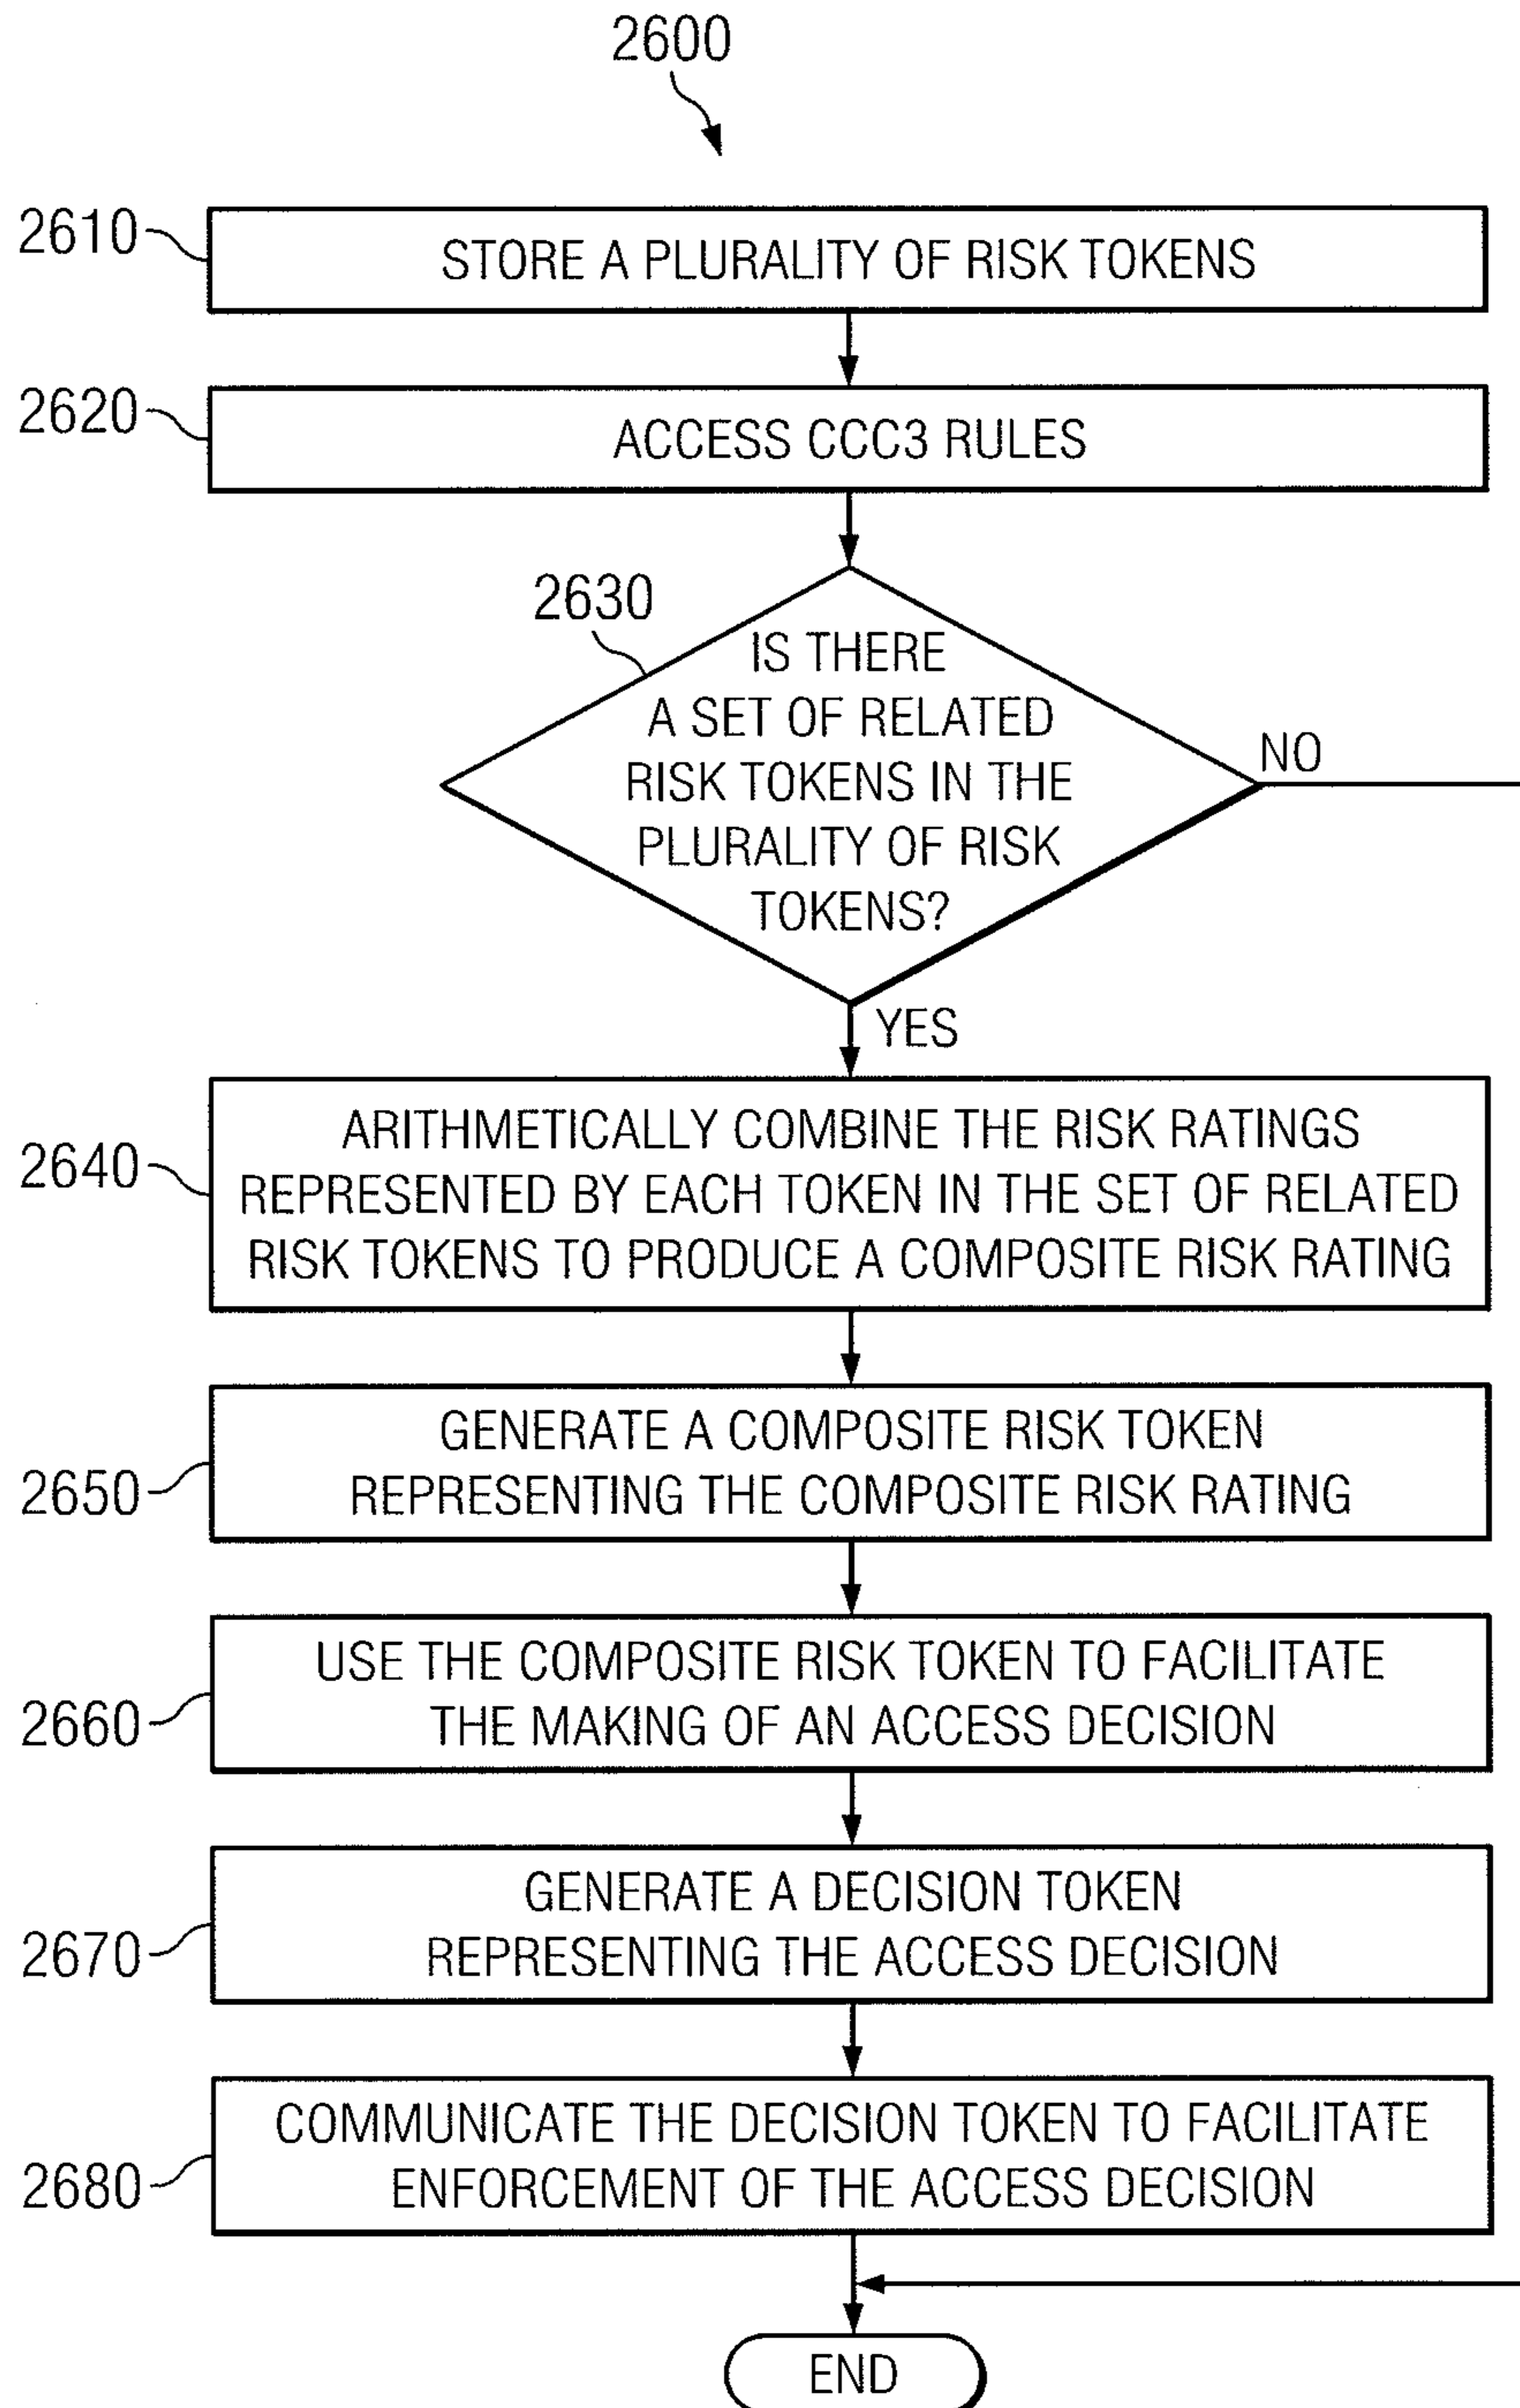 2600
2610
STORE A PLURALITY OF RISK TOKENS
2620
ACCESS CCC3 RULES
2630
IS THERE
A SET OF RELATED
RISK TOKENS IN THE
PLURALITY OF RISK
TOKENS?
NO
YES
2640
ARITHMETICALLY COMBINE THE RISK RATINGS
REPRESENTED BY EACH TOKEN IN THE SET OF RELATED
RISK TOKENS TO PRODUCE A COMPOSITE RISK RATING
2650
GENERATE A COMPOSITE RISK TOKEN
REPRESENTING THE COMPOSITE RISK RATING
2660
USE THE COMPOSITE RISK TOKEN TO FACILITATE
THE MAKING OF AN ACCESS DECISION
2670
GENERATE A DECISION TOKEN
REPRESENTING THE ACCESS DECISION
2680
COMMUNICATE THE DECISION TOKEN TO FACILITATE
ENFORCEMENT OF THE ACCESS DECISION
END